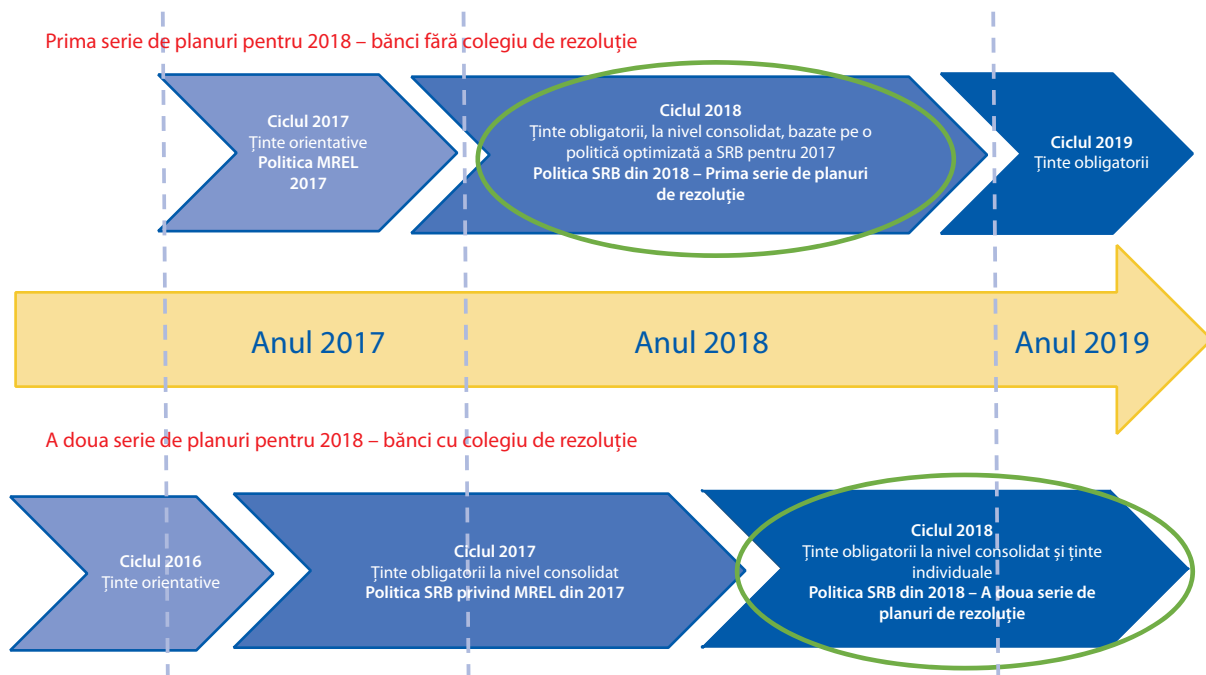 Prima serie de planuri pentru 2018 – bănci fără colegiu de rezoluție
Ciclul 2017
Ținte orientative
Politica MREL
2017
Ciclul 2018
Ținte obligatorii, la nivel consolidat, bazate pe o
politică optimizată a SRB pentru 2017
Politica SRB din 2018 – Prima serie de planuri
de rezoluție
Ciclul 2019
Ținte obligatorii
Anul 2017
Anul 2018
Anul 2019
A doua serie de planuri pentru 2018 – bănci cu colegiu de rezoluție
Ciclul 2016
Ținte orientative
Ciclul 2017
Ținte obligatorii la nivel consolidat
Politica SRB privind MREL din 2017
Ciclul 2018
Ținte obligatorii la nivel consolidat și ținte
individuale
Politica SRB din 2018 – A doua serie de
planuri de rezoluție